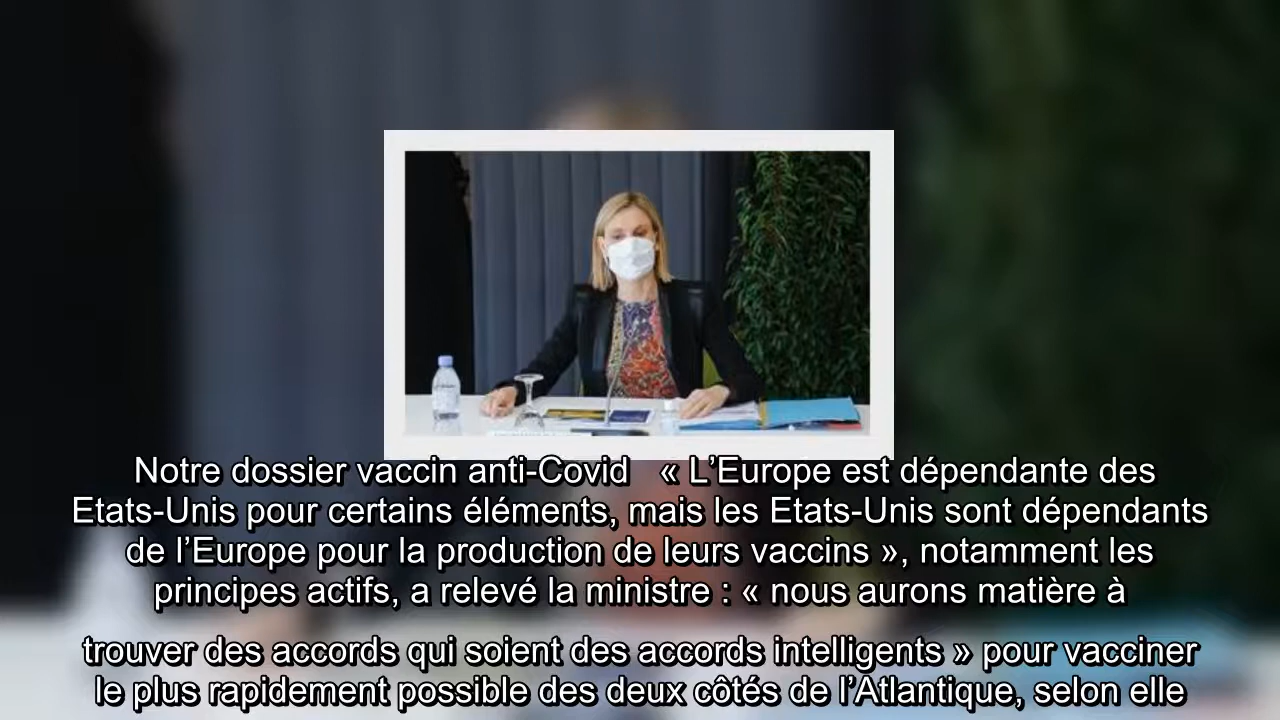 Notre dossier vaccin anti-Covid « L’Europe est dépendante des
Etats-Unis pour certains éléments, mais les Etats-Unis sont dépendants
de l’Europe pour la production de leurs vaccins », notamment les
principes actifs, a relevé la ministre : « nous aurons matière à
trouver des accords qui soient des accords intelligents » pour vacciner
le plus rapidement possible des deux côtés de l’Atlantique, selon elle